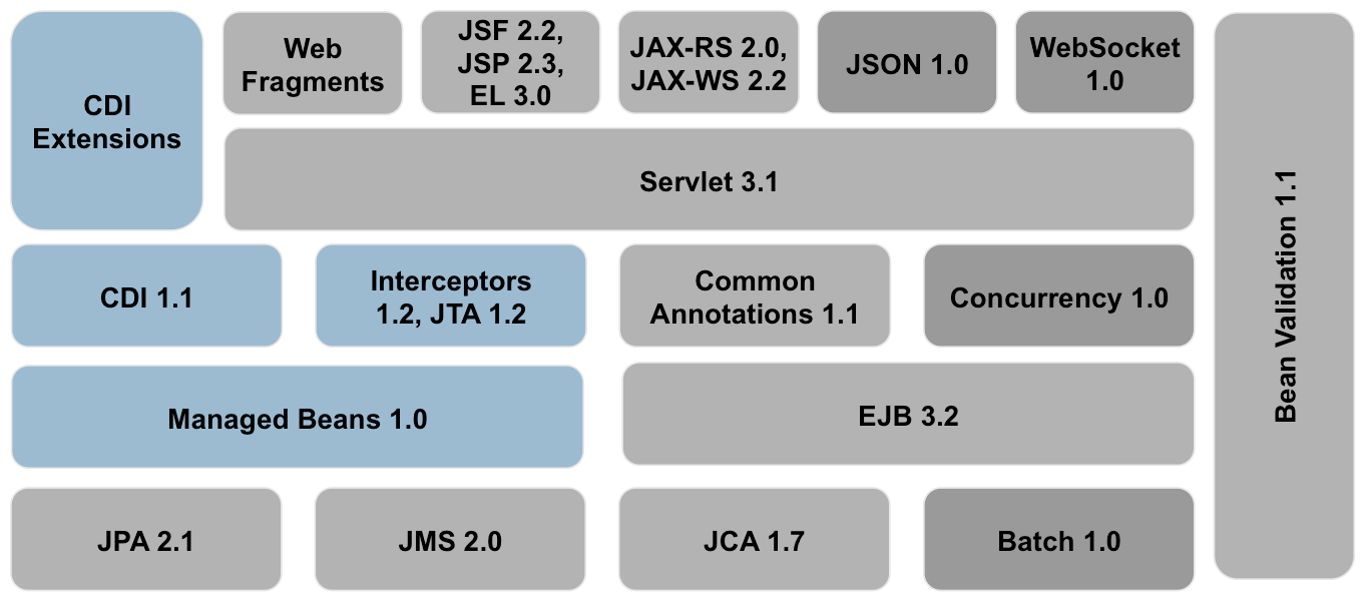 CDI
Extensions
Web
Fragments
JSF 2.2,
JSP 2.3,
EL 3.0
JAX-RS 2.0,
JAX-WS 2.2
JSON 1.0
WebSocket
1.0
Servlet 3.1
Bean Validation 1.1
CDI 1.1
Interceptors
1.2, JTA 1.2
Common
Annotations 1.1
Concurrency 1.0
Managed Beans 1.0
EJB 3.2
JPA 2.1
JMS 2.0
JCA 1.7
Batch 1.0